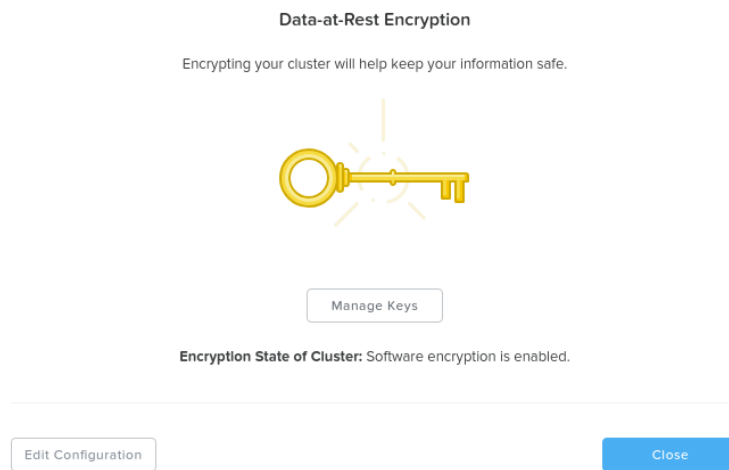 Data-at-Rest Encryption
Encrypting your cluster will help keep your information safe.
Manage Keys
Encryption State of Cluster: Software encryption is enabled.
Edit Configuration
Close